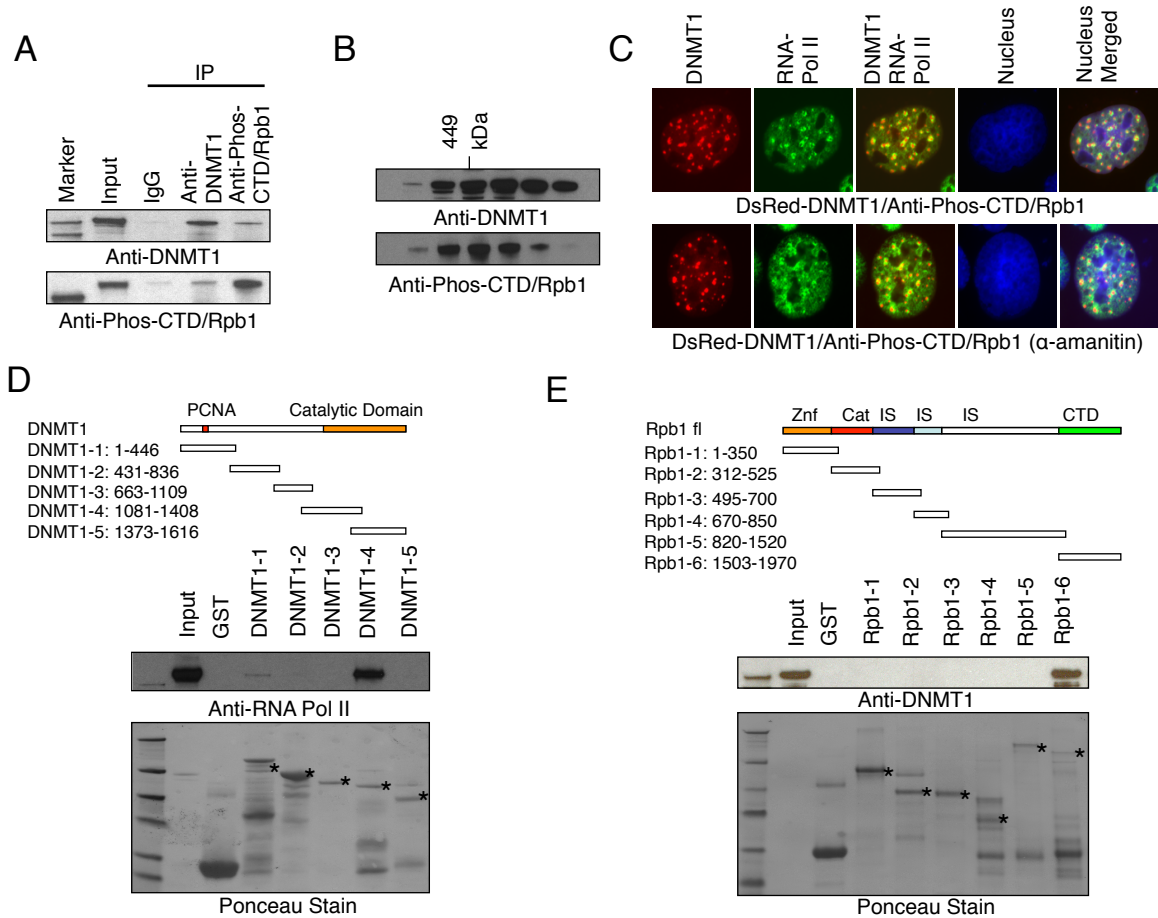 A
IP
Marker
Input
IgG
Anti-
DNMT1
Anti-Phos-
CTD/Rpb1
Anti-DNMT1
Anti-Phos-CTD/Rpb1
B
449
kDa
Anti-DNMT1
Anti-Phos-CTD/Rpb1
C
DNMT1
RNA-
Pol II
DNMT1
RNA-
Pol II
Nucleus
Nucleus
Merged
DsRed-DNMT1/Anti-Phos-CTD/Rpb1
DsRed-DNMT1/Anti-Phos-CTD/Rpb1 (α-amanitin)
D
PCNA
Catalytic Domain
DNMT1
DNMT1-1: 1-446
DNMT1-2: 431-836
DNMT1-3: 663-1109
DNMT1-4: 1081-1408
DNMT1-5: 1373-1616
Input
GST
DNMT1-1
DNMT1-2
DNMT1-3
DNMT1-4
DNMT1-5
Anti-RNA Pol II
* * * * *
Ponceau Stain
E
Znf Cat IS IS IS CTD
Rpb1 fl
Rpb1-1: 1-350
Rpb1-2: 312-525
Rpb1-3: 495-700
Rpb1-4: 670-850
Rpb1-5: 820-1520
Rpb1-6: 1503-1970
Input
GST
Rpb1-1
Rpb1-2
Rpb1-3
Rpb1-4
Rpb1-5
Rpb1-6
Anti-DNMT1
* * * * * *
Ponceau Stain